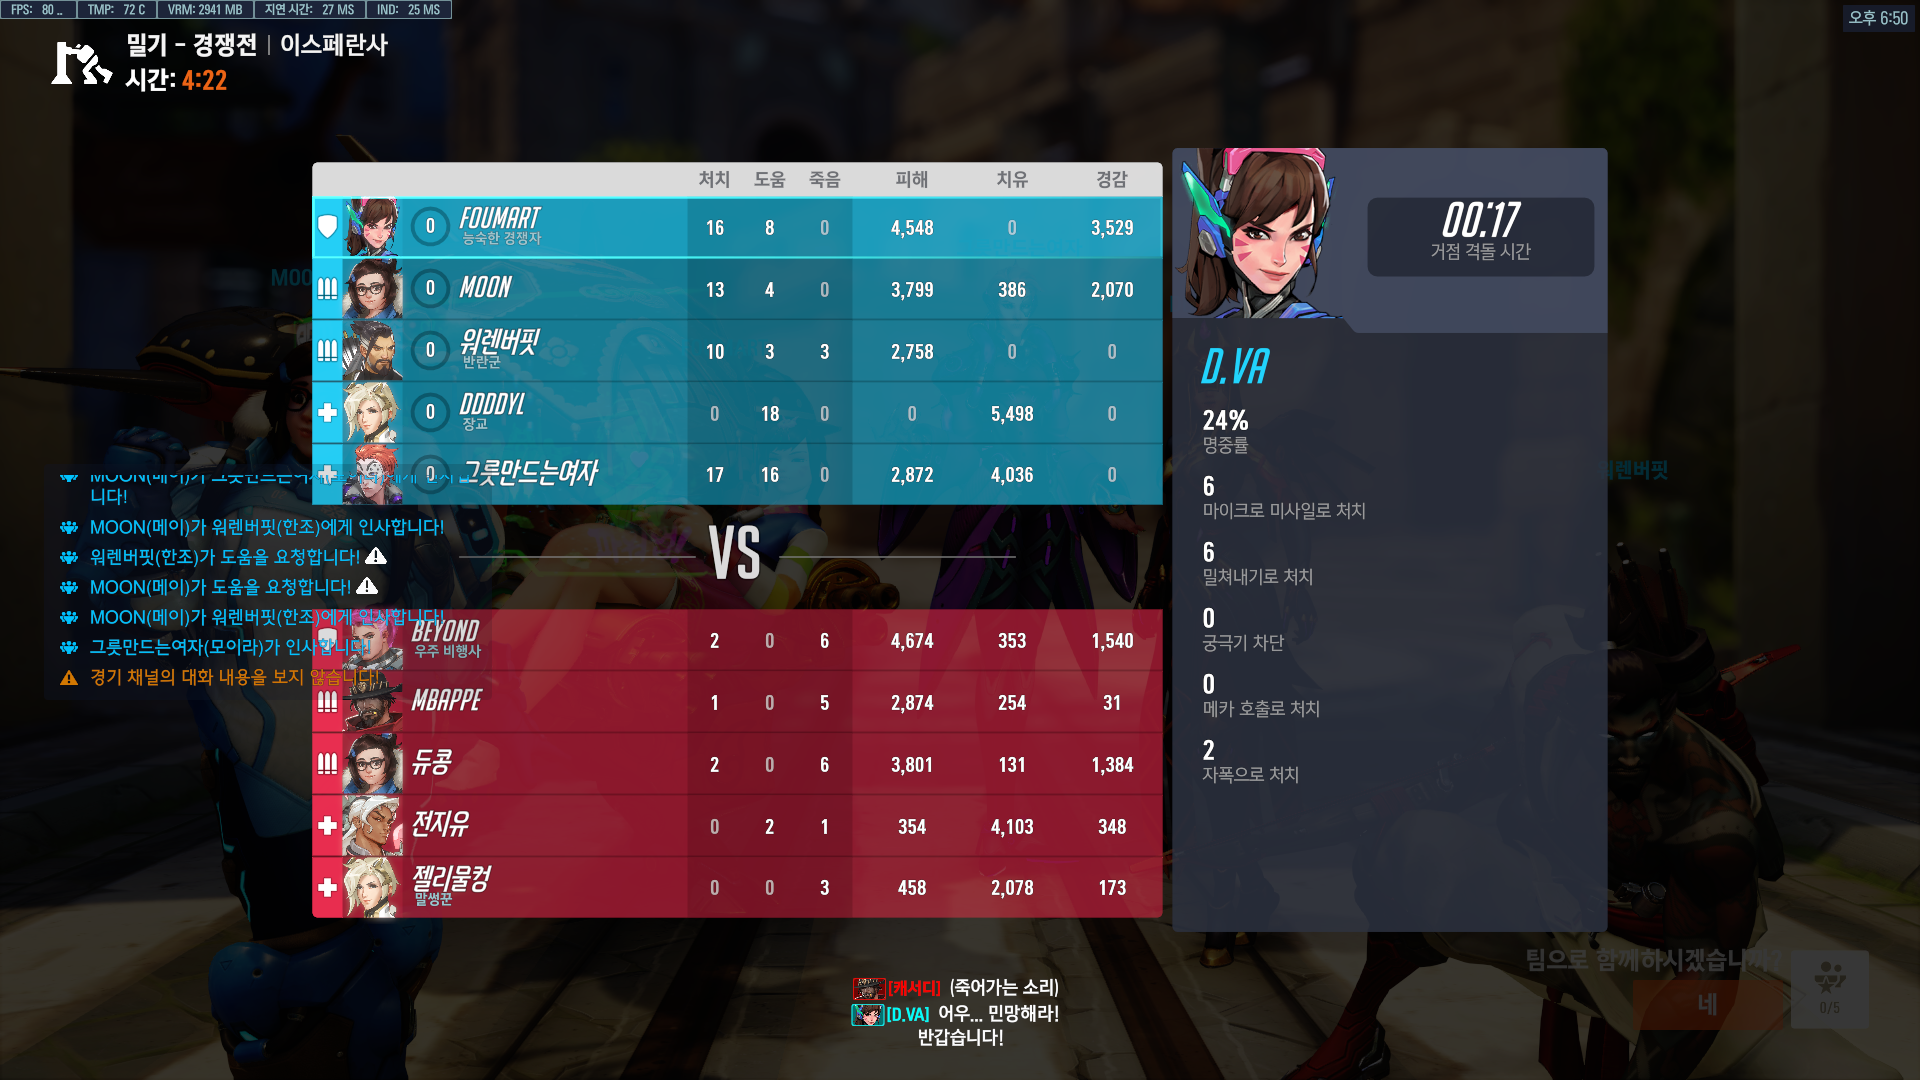 FPS: 80 .. TMP: 72 C VRM: 2941 MB 지연 시간: 27 MS IND: 25 MS
오후 6:50
밀기 - 경쟁전 | 이스페란사
시간: 4:22
처치 도움 죽음 피해 치유 경감
0 FOUMART 16 8 0 4,548 0 3,529
능숙한 경쟁자
0 MOON 13 4 0 3,799 386 2,070
0 워렌버핏 10 3 3 2,758 0 0
반란군
0 DDDDYL 0 18 0 0 5,498 0
장교
0 그릇만드는여자 17 16 0 2,872 4,036 0
VS
BEYOND 2 0 6 4,674 353 1,540
우주 비행사
MBAPPE 1 0 5 2,874 254 31
듀콩 2 0 6 3,801 131 1,384
전지유 0 2 1 354 4,103 348
젤리물컹 0 0 3 458 2,078 173
말썽꾼
니다!
MOON(메이)가 워렌버핏(한조)에게 인사합니다!
워렌버핏(한조)가 도움을 요청합니다!
MOON(메이)가 도움을 요청합니다!
MOON(메이)가 워렌버핏(한조)에게 인사합니다!
그릇만드는여자(모이라)가 인사합니다!
경기 채널의 대화 내용을 보지 않습니다!
00:17
거점 격돌 시간
D.VA
24%
명중률
6
마이크로 미사일로 처치
6
밀쳐내기로 처치
0
궁극기 차단
0
메카 호출로 처치
2
자폭으로 처치
[캐서디] (죽어가는 소리)
[D.VA] 어우... 민망해라!
반갑습니다!
팀으로 함께하시겠습니까?
네
0/5